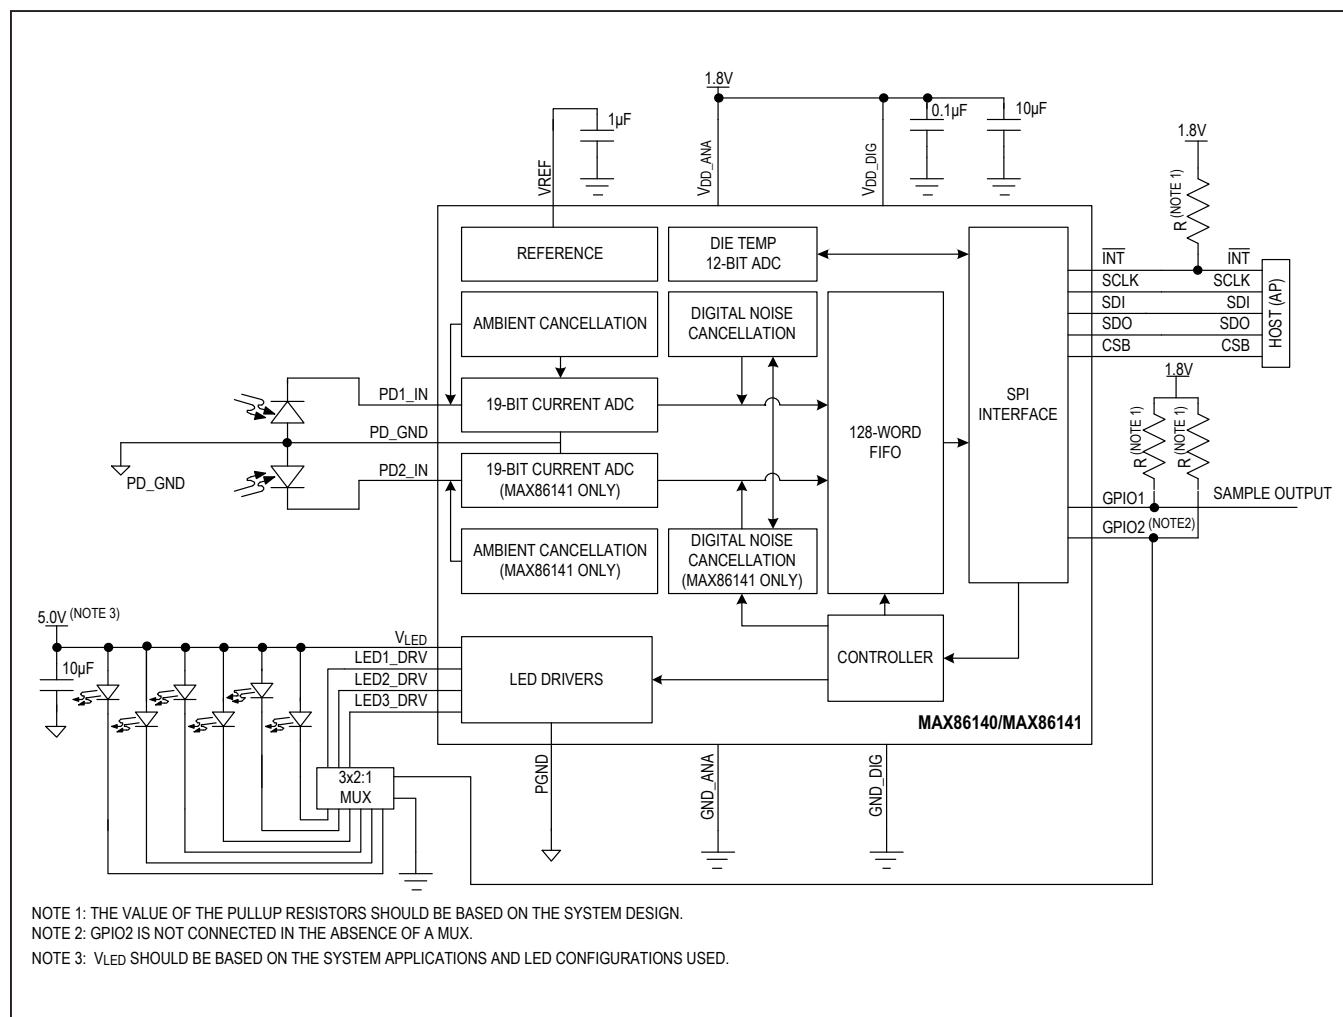 1.8V
0.1µF
10µF
1µF
1.8V
VREF
VDD_ANA
VDD_DIG
R (NOTE 1)
REFERENCE
DIE TEMP
12-BIT ADC
INT
INT
SCLK
SCLK
SDI
SDI
SDO
SDO
CSB
CSB
HOST (AP)
AMBIENT CANCELLATION
DIGITAL NOISE
CANCELLATION
SPI
INTERFACE
1.8V
PD1_IN
19-BIT CURRENT ADC
128-WORD
FIFO
R (NOTE 1)
R (NOTE 1)
PD_GND
PD_GND
PD2_IN
19-BIT CURRENT ADC
(MAX86141 ONLY)
GPIO1
SAMPLE OUTPUT
GPIO2 (NOTE2)
AMBIENT CANCELLATION
(MAX86141 ONLY)
DIGITAL NOISE
CANCELLATION
(MAX86141 ONLY)
5.0V (NOTE 3)
10µF
VLED
LED1_DRV
LED2_DRV
LED3_DRV
LED DRIVERS
CONTROLLER
MAX86140/MAX86141
3x2:1
MUX
PGND
GND_ANA
GND_DIG
NOTE 1: THE VALUE OF THE PULLUP RESISTORS SHOULD BE BASED ON THE SYSTEM DESIGN.
NOTE 2: GPIO2 IS NOT CONNECTED IN THE ABSENCE OF A MUX.
NOTE 3: VLED SHOULD BE BASED ON THE SYSTEM APPLICATIONS AND LED CONFIGURATIONS USED.